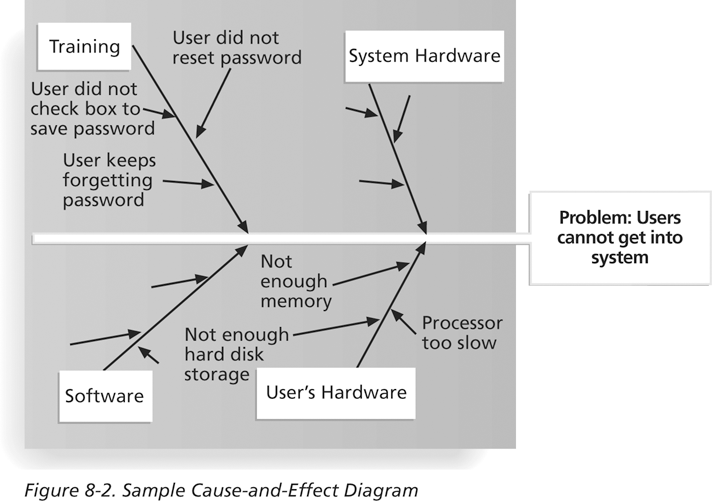 Training
User did not
reset password
System Hardware
User did not
check box to
save password
User keeps
forgetting
password
Problem: Users
cannot get into
system
Not
enough
memory
Not enough
hard disk
storage
Processor
too slow
Software
User's Hardware
Figure 8-2. Sample Cause-and-Effect Diagram